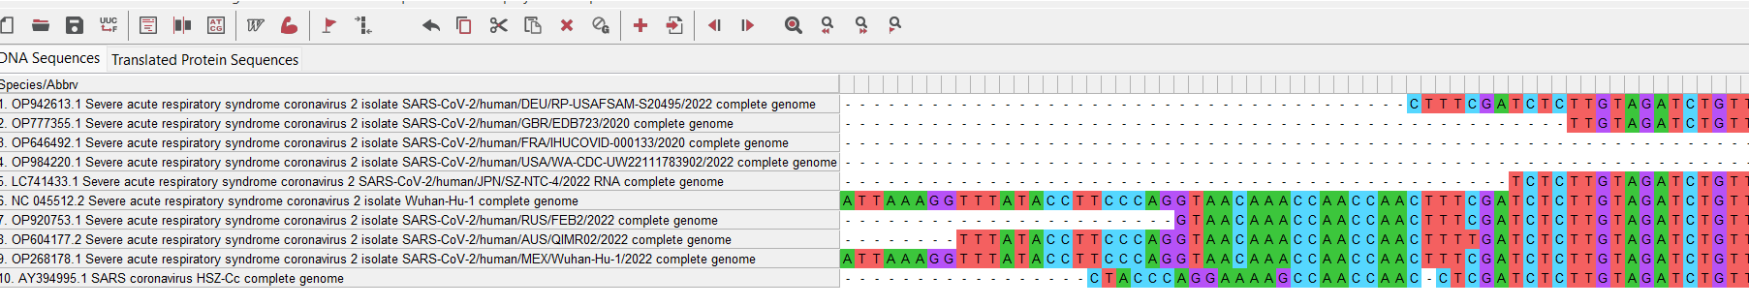 UUC
AT
CG
W
DNA Sequences Translated Protein Sequences
Species/Abbrv
1. OP942613.1 Severe acute respiratory syndrome coronavirus 2 isolate SARS-CoV-2/human/DEU/RP-USAFSAM-S20495/2022 complete genome - - - - - - - - - - - - - - - - - - - - - - - - - - - - - - - - - - - - - - - C T T T C G A T C T C T T G T A G A T C T G T T
2. OP777355.1 Severe acute respiratory syndrome coronavirus 2 isolate SARS-CoV-2/human/GBR/EDB723/2020 complete genome - - - - - - - - - - - - - - - - - - - - - - - - - - - - - - - - - - - - - - - - - - - - - - - - - - T T G T A G A T C T G T T
3. OP646492.1 Severe acute respiratory syndrome coronavirus 2 isolate SARS-CoV-2/human/FRA/IHUCOVID-000133/2020 complete genome - - - - - - - - - - - - - - - - - - - - - - - - - - - - - - - - - - - - - - - - - - - - - - - - - - - - - - - - - - - - - -
4. OP984220.1 Severe acute respiratory syndrome coronavirus 2 isolate SARS-CoV-2/human/USA/WA-CDC-UW22111783902/2022 complete genome - - - - - - - - - - - - - - - - - - - - - - - - - - - - - - - - - - - - - - - - - - - - - - - - - - - - - - - - - - - - - -
5. LC741433.1 Severe acute respiratory syndrome coronavirus 2 SARS-CoV-2/human/JPN/SZ-NTC-4/2022 RNA complete genome - - - - - - - - - - - - - - - - - - - - - - - - - - - - - - - - - - - - - - - - - - - - - - T C T C T T G T A G A T C T G T T
6. NC 045512.2 Severe acute respiratory syndrome coronavirus 2 isolate Wuhan-Hu-1 complete genome A T T A A A G G T T T A T A C C T T C C C A G G T A A C A A A C C A A C C A A C T T T C G A T C T C T T G T A G A T C T G T T
7. OP920753.1 Severe acute respiratory syndrome coronavirus 2 isolate SARS-CoV-2/human/RUS/FEB2/2022 complete genome - - - - - - - - - - - - - - - - - - - - - - - G T A A C A A A C C A A C C A A C T T T C G A T C T C T T G T A G A T C T G T T
8. OP604177.2 Severe acute respiratory syndrome coronavirus 2 isolate SARS-CoV-2/human/AUS/QIMR02/2022 complete genome - - - - - - - - T T T A T A C C T T C C C A G G T A A C A A A C C A A C C A A C T T T T G A T C T C T T G T A G A T C T G T T
9. OP268178.1 Severe acute respiratory syndrome coronavirus 2 isolate SARS-CoV-2/human/MEX/Wuhan-Hu-1/2022 complete genome A T T A A A G G T T T A T A C C T T C C C A G G T A A C A A A C C A A C C A A C T T T C G A T C T C T T G T A G A T C T G T T
10. AY394995.1 SARS coronavirus HSZ-Cc complete genome - - - - - - - - - - - - - - - - - C T A C C C A G G A A A A G C C A A C C A A C - C T C G A T C T C T T G T A G A T C T G T T